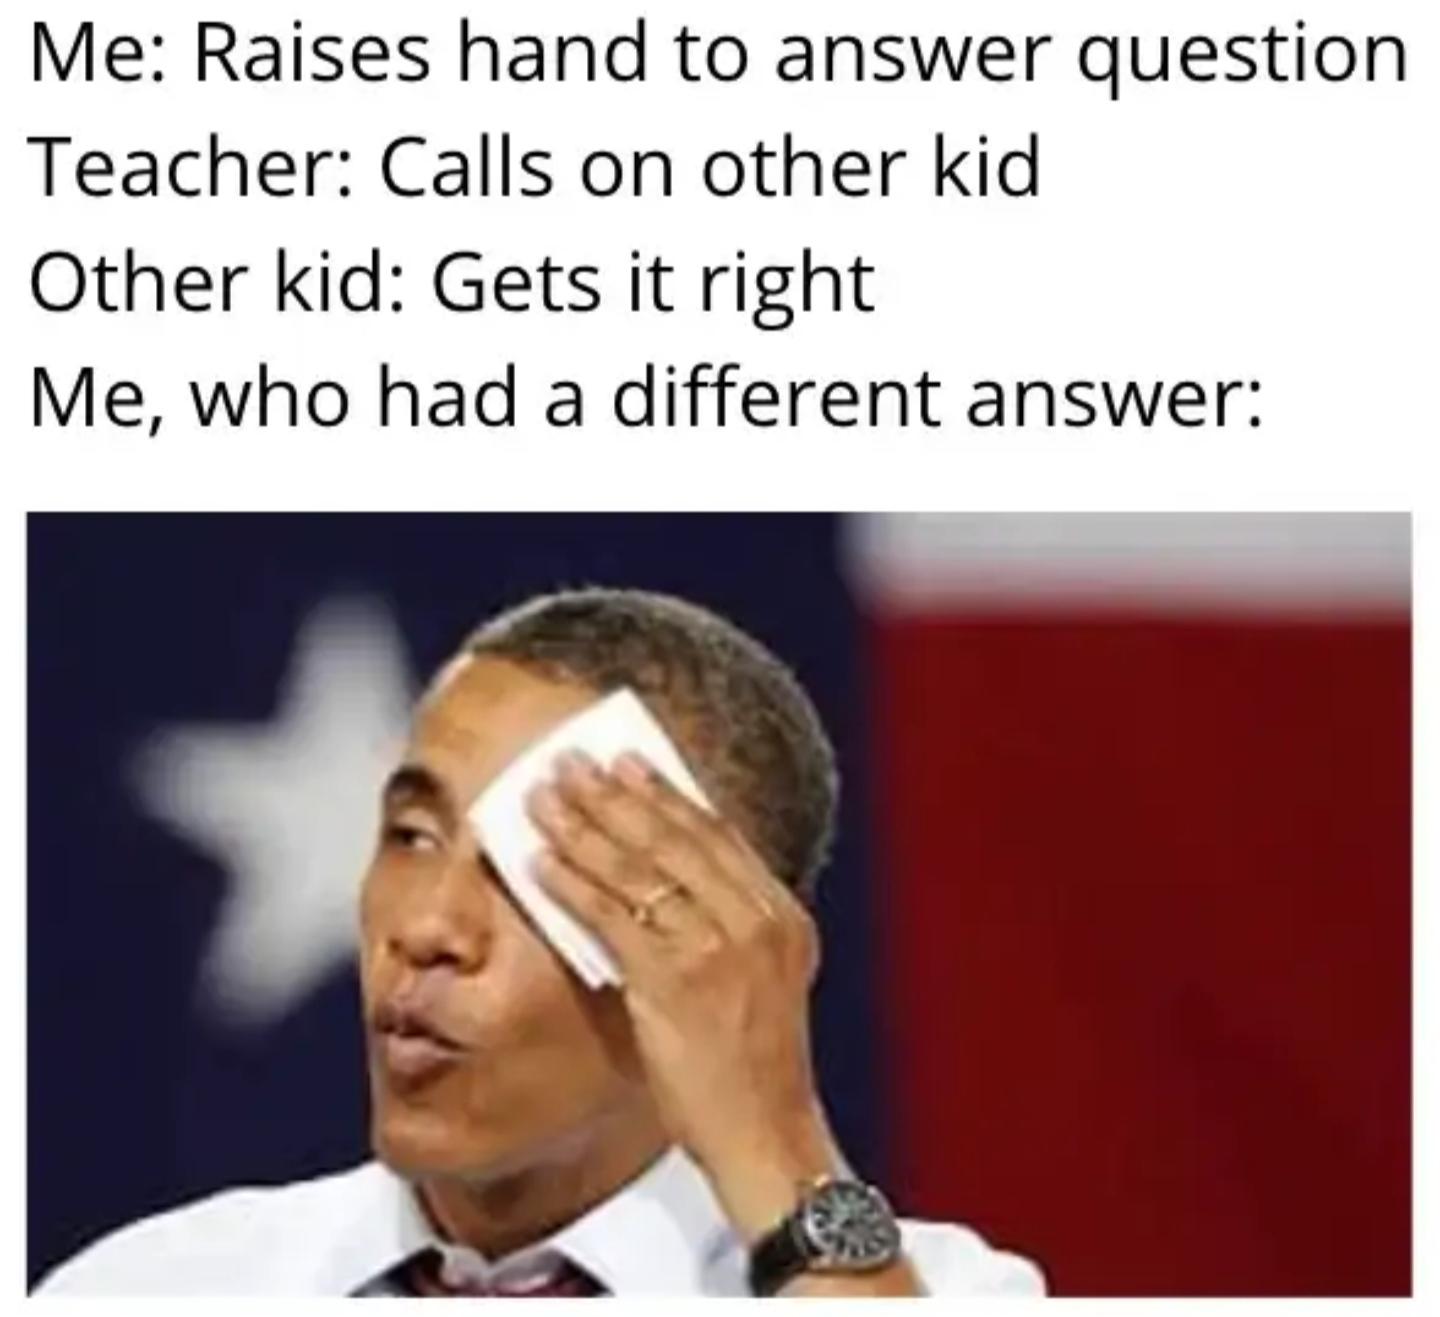 Me: Raises hand to answer question
Teacher: Calls on other kid
Other kid: Gets it right
Me, who had a different answer: